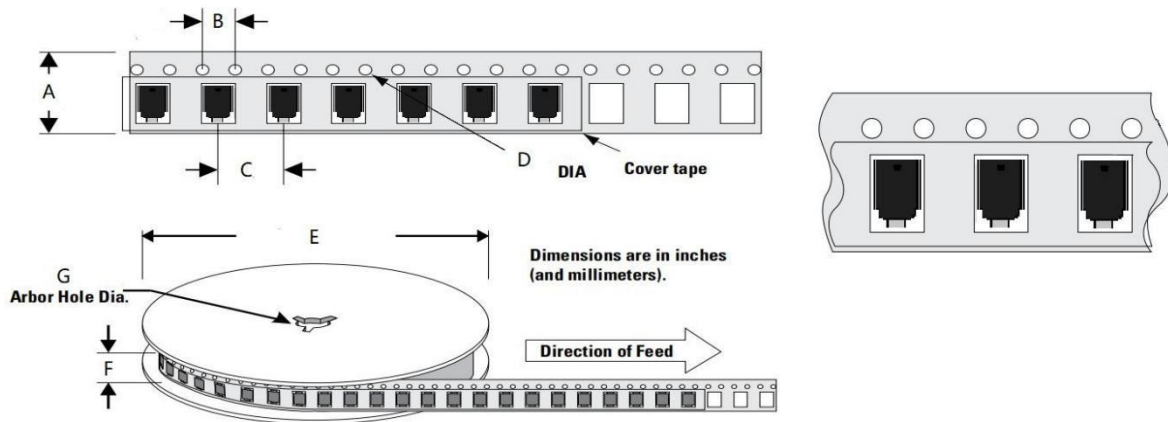 B
A
C
D
DIA
Cover tape
E
Dimensions are in inches
(and millimeters).
G
Arbor Hole Dia.
F
Direction of Feed